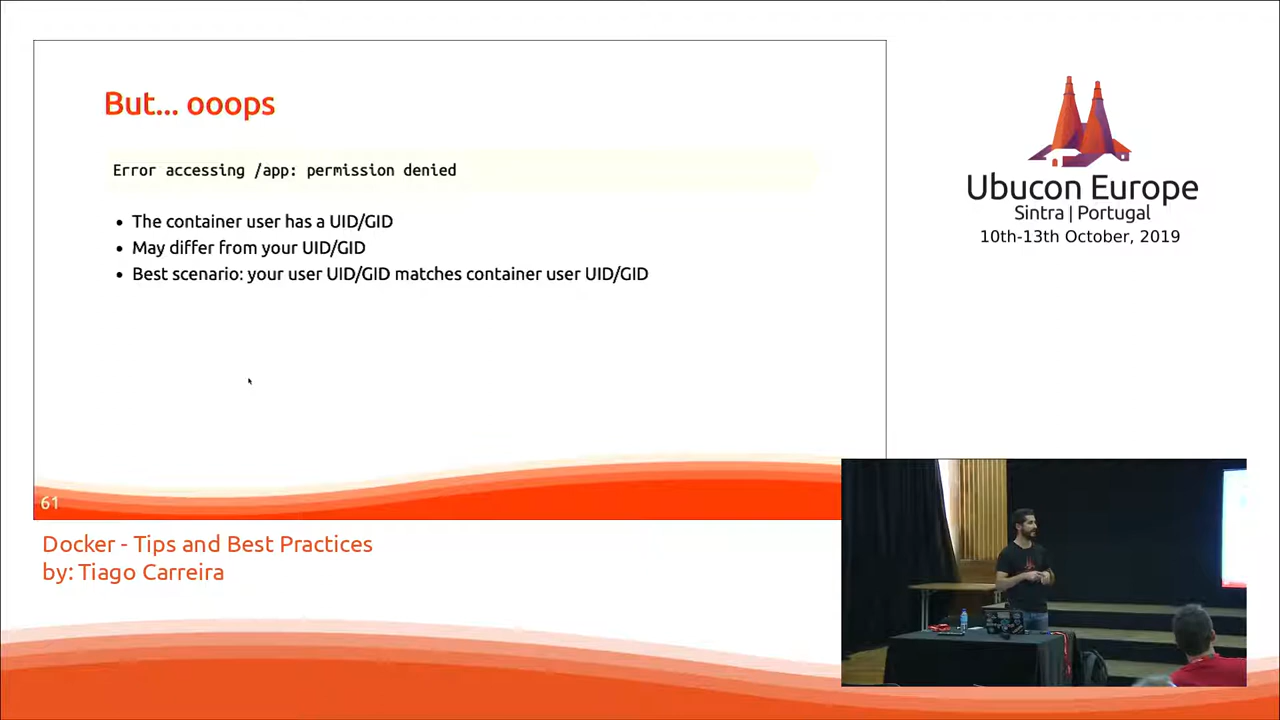 But... ooops
Error accessing /app: permission denied
The container user has a UID/GID
May differ from your UID/GID
Best scenario: your user UID/GID matches container user UID/GID
61
Docker - Tips and Best Practices
by: Tiago Carreira
Ubucon Europe
Sintra | Portugal
10th-13th October, 2019